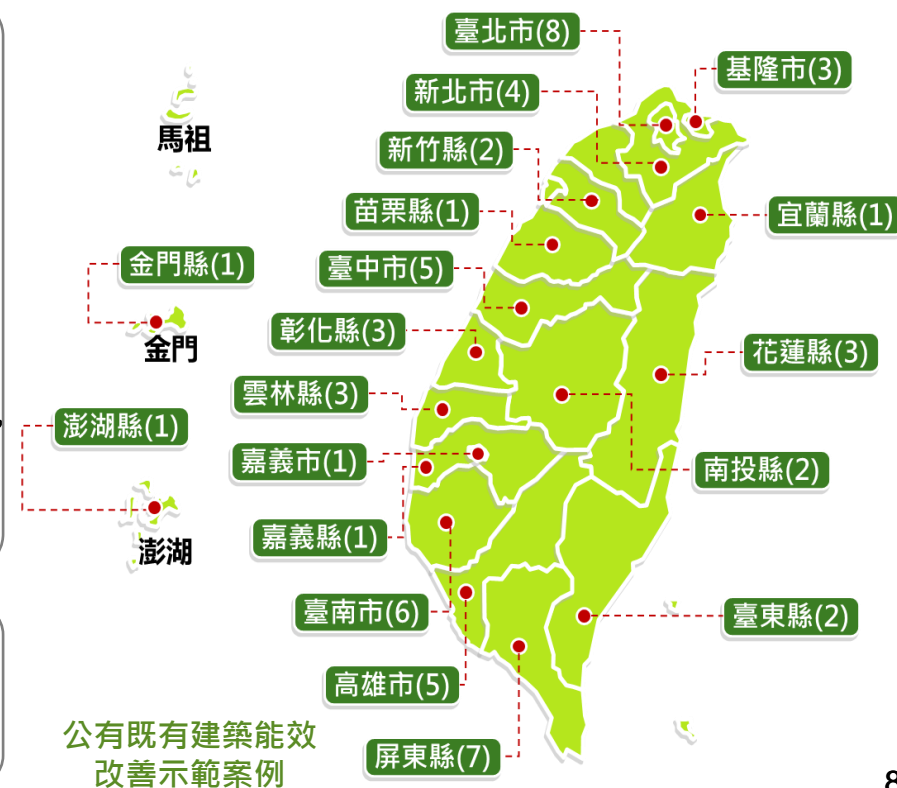 臺北市(8)
基隆市(3)
新北市(4)
馬祖
新竹縣(2)
苗栗縣(1)
宜蘭縣(1)
金門縣(1)
臺中市(5)
彰化縣(3)
金門
花蓮縣(3)
雲林縣(3)
澎湖縣(1)
嘉義市(1)
南投縣(2)
嘉義縣(1)
澎湖
臺南市(6)
臺東縣(2)
高雄市(5)
公有既有建築能效
改善示範案例
屏東縣(7)
8